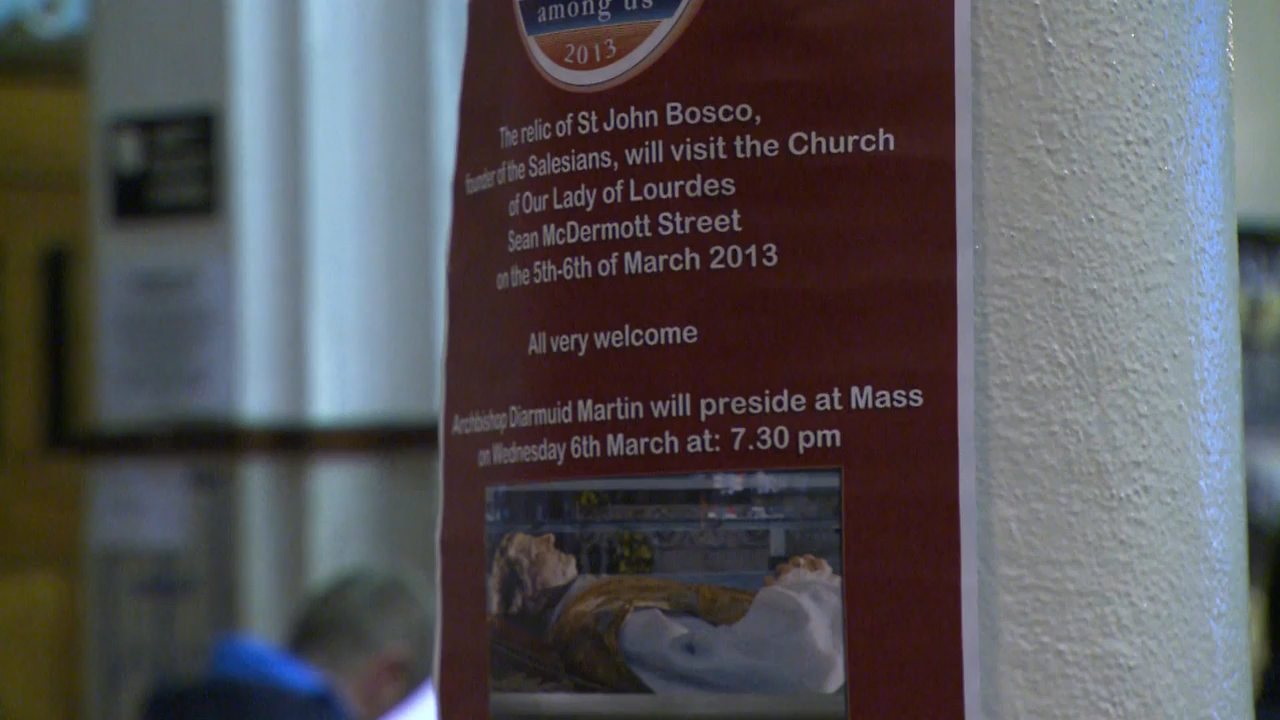 among us
2013
The relic of St John Bosco,
founder of the Salesians, will visit the Church
of Our Lady of Lourdes
Sean McDermott Street
on the 5th-6th of March 2013
All very welcome
Archbishop Diarmuid Martin will preside at Mass
on Wednesday 6th March at: 7.30 pm